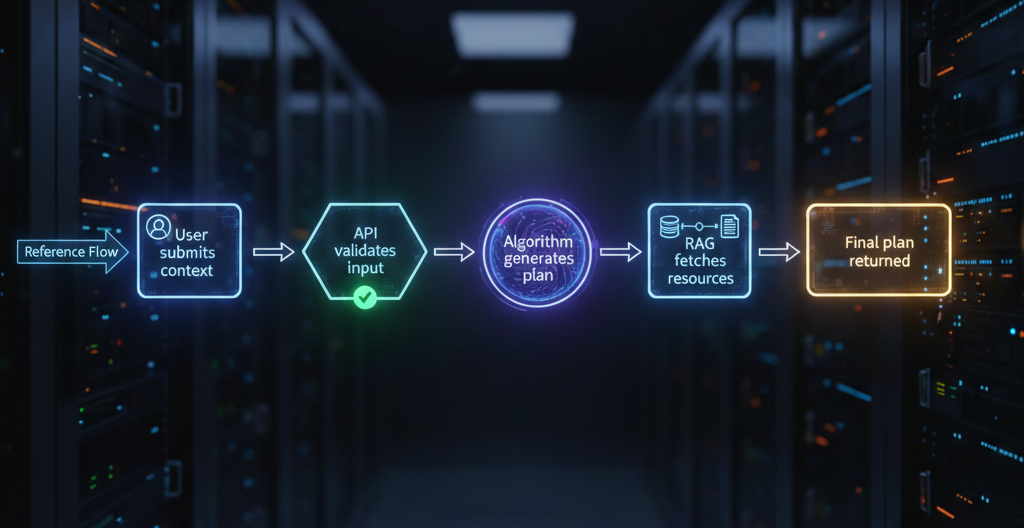 Reference Flow
User
submits
context
API
validates
input
Algorithm
generates
plan
RAG
fetches
resources
Final plan
returned